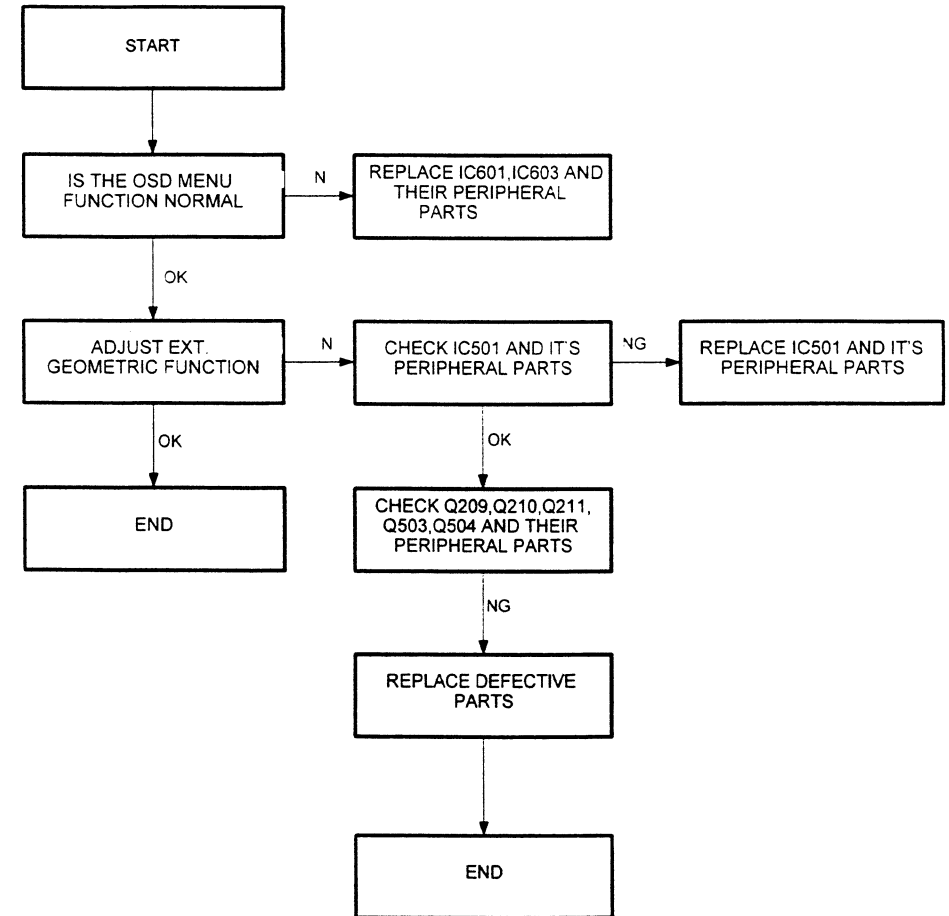 START
IS THE OSD MENU
FUNCTION NORMAL
N
REPLACE IC601,IC603 AND
THEIR PERIPHERAL
PARTS
OK
ADJUST EXT.
GEOMETRIC FUNCTION
N
CHECK IC501 AND IT'S
PERIPHERAL PARTS
NG
REPLACE IC501 AND IT'S
PERIPHERAL PARTS
OK
OK
END
CHECK Q209,Q210,Q211,
Q503,Q504 AND THEIR
PERIPHERAL PARTS
NG
REPLACE DEFECTIVE
PARTS
END